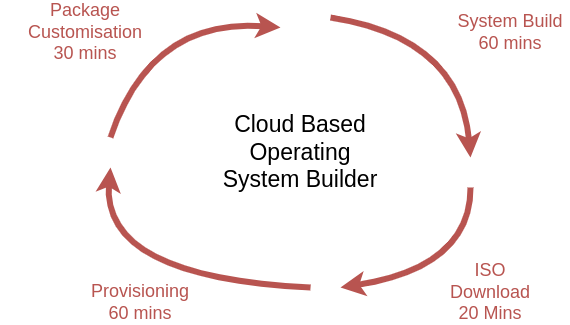 Package
Customisation
30 mins
System Build
60 mins
Cloud Based
Operating
System Builder
ISO
Download
20 Mins
Provisioning
60 mins